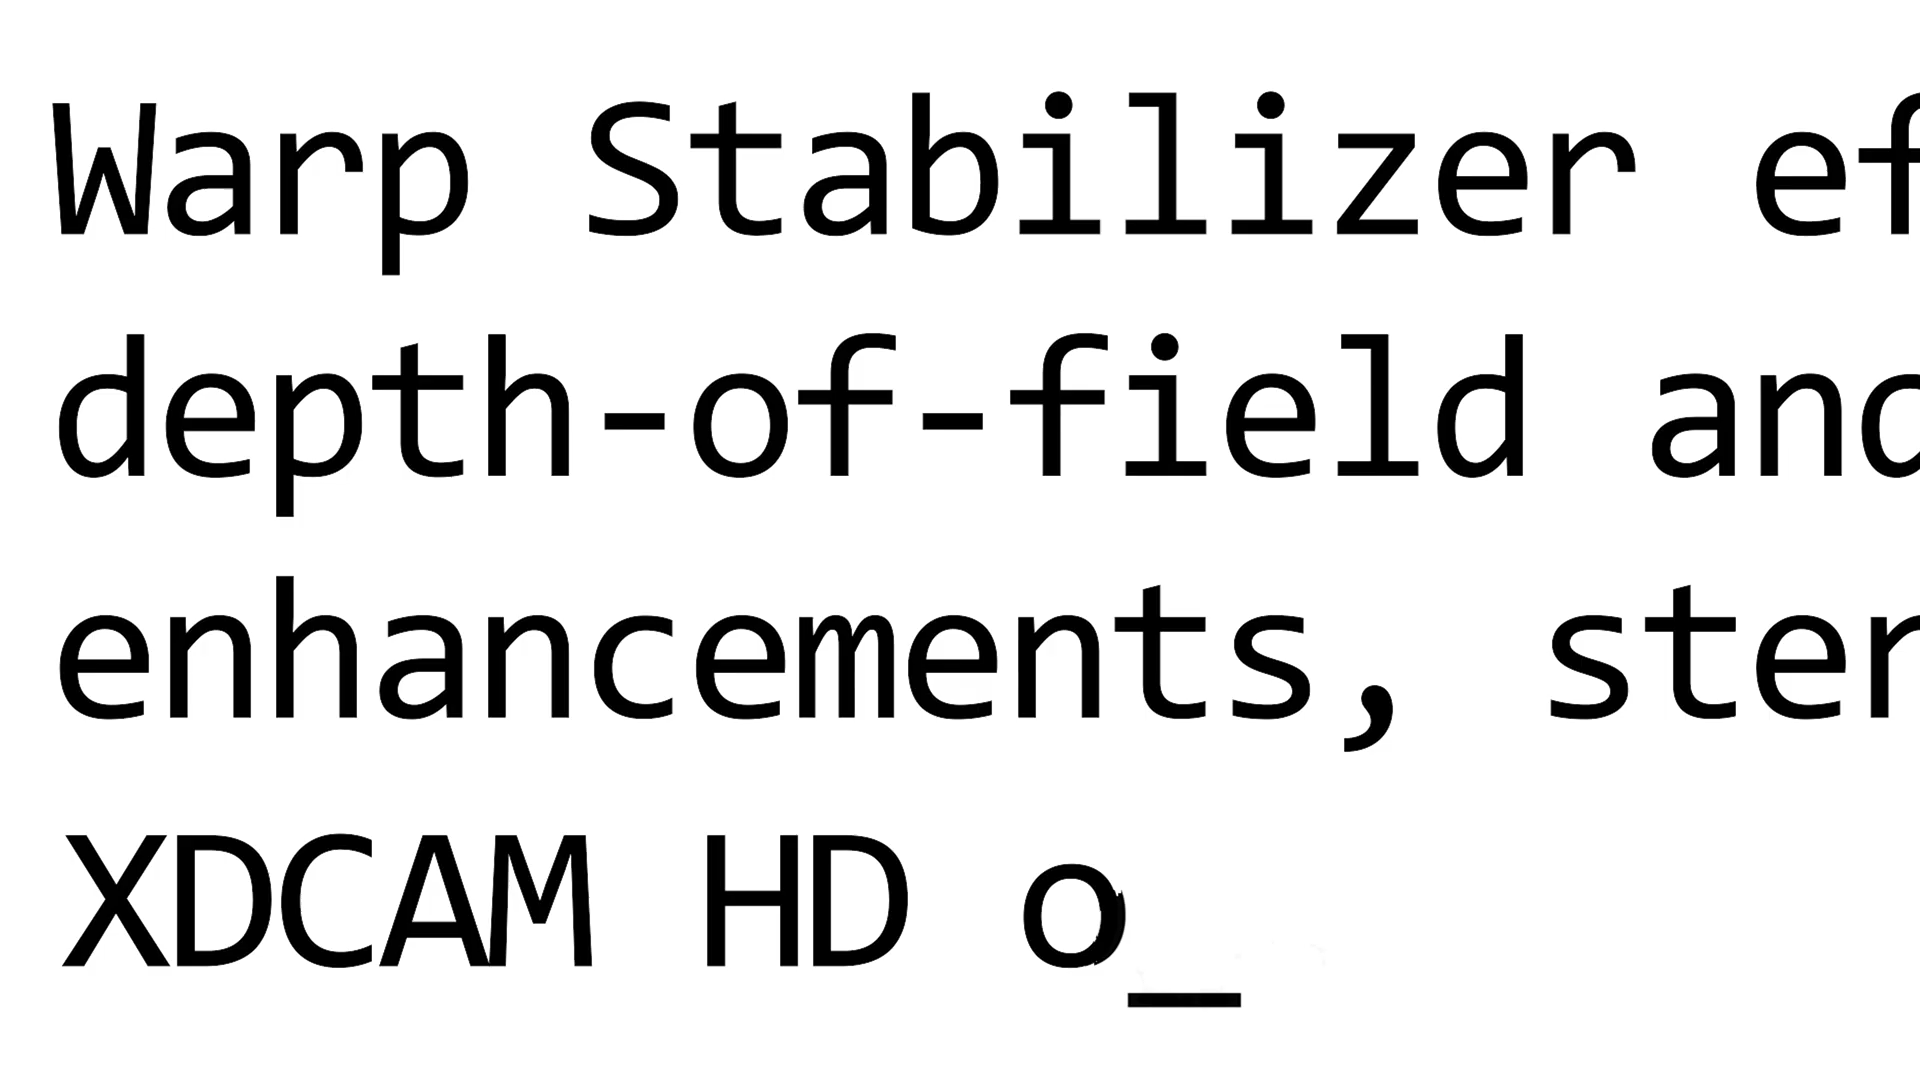 Warp Stabilizer ef
depth-of-field and
enhancements, ster
XDCAM HD o_